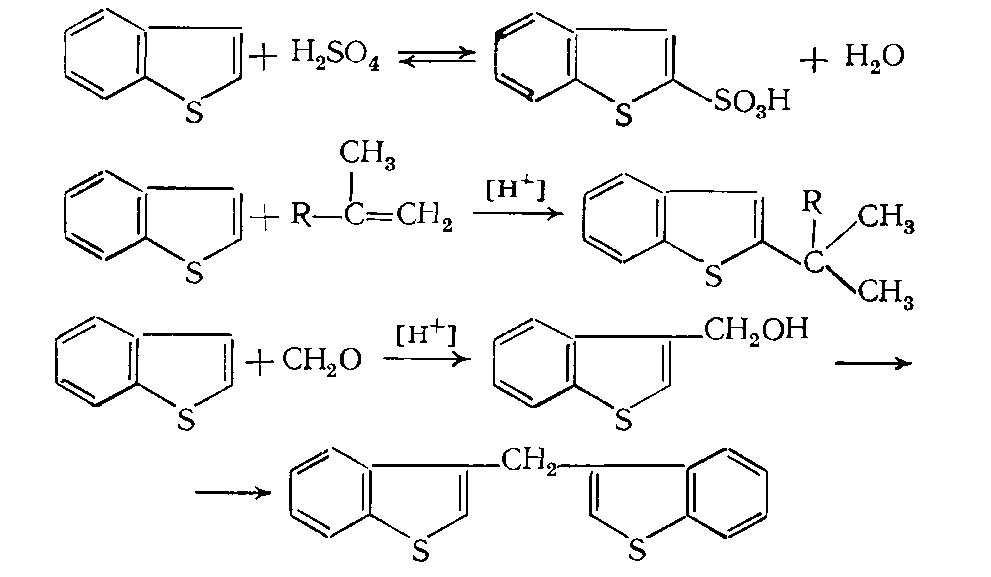 S + H₂SO₄ ⇌ S SO₃H + H₂O
CH₃
S + R—C=CH₂ [H⁺] → S R C CH₃ CH₃
S + CH₂O [H⁺] → S CH₂OH →
→ S CH₂ S